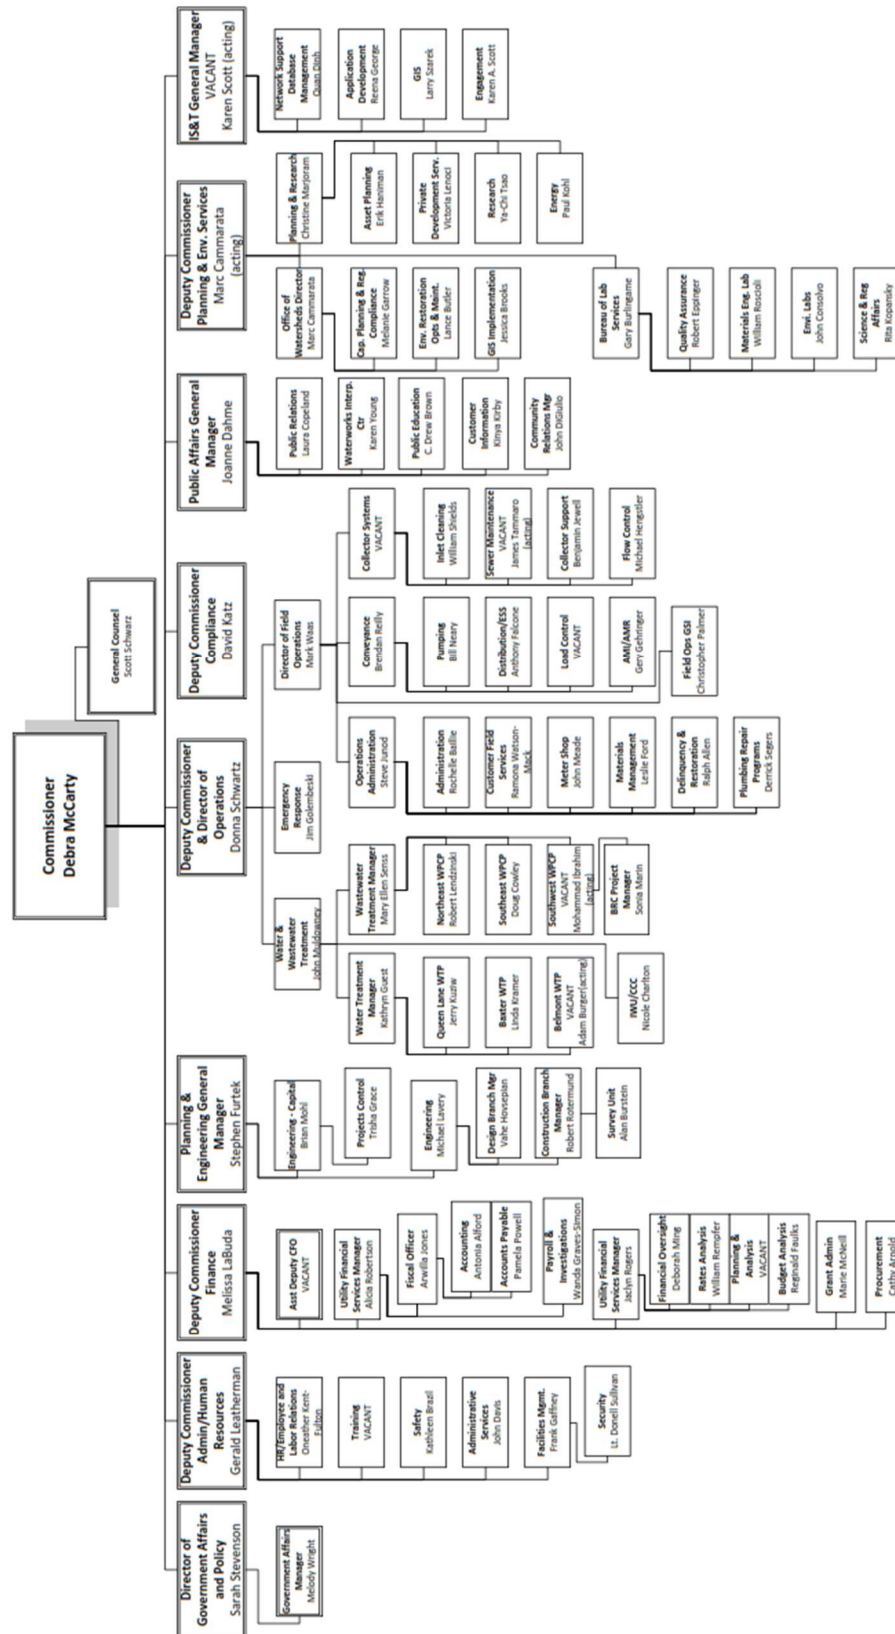 Commissioner
Debra McCarty
General Counsel
Scott Schwarz
Director of
Government Affairs
and Policy
Sarah Stevenson
Government Affairs
Manager
Melody Wright
Deputy Commissioner
Admin/Human
Resources
Gerald Leatherman
HR/Employee and
Labor Relations
Oneather Kent-
Fulton
Training
VACANT
Safety
Kathleen Brazil
Administrative
Services
John Davis
Facilities Mgmt.
Frank Gaffney
Security
Lt. Donell Sullivan
Deputy Commissioner
Finance
Melissa LaBuda
Asst Deputy CFO
VACANT
Utility Financial
Services Manager
Alicia Robertson
Fiscal Officer
Arwilla Jones
Accounting
Antonia Alford
Accounts Payable
Pamela Powell
Payroll &
Investigations
Wanda Graves-Simon
Utility Financial
Services Manager
Jaclyn Rogers
Financial Oversight
Deborah Ming
Rates Analysis
William Rempfer
Planning &
Analysis
VACANT
Budget Analysis
Reginald Faulks
Grant Admin
Marie McNeill
Procurement
Cathy Arnold
Planning &
Engineering General
Manager
Stephen Furtek
Engineering - Capital
Brian Mohl
Projects Control
Trisha Grace
Engineering
Michael Lavery
Design Branch Mgr
Vahe Hovsepian
Construction Branch
Manager
Robert Rotermund
Survey Unit
Alan Burstein
Deputy Commissioner
& Director of
Operations
Donna Schwartz
Water &
Wastewater
Treatment
John Muldowney
Water Treatment
Manager
Kathryn Guest
Queen Lane WTP
Jerry Kuziw
Baxter WTP
Linda Kramer
Belmont WTP
VACANT
Adam Burger(acting)
IWU/CCC
Nicole Charlton
Wastewater
Treatment Manager
Mary Ellen Senss
Northeast WPCP
Robert Lendzinski
Southeast WPCP
Doug Cowley
Southwest WPCP
VACANT
Mohammad Ibrahim
(acting)
BRC Project
Manager
Sonia Marin
Emergency
Response
Jim Golembeski
Director of Field
Operations
Mark Waas
Operations
Administration
Steve Junod
Administration
Rochelle Baillie
Customer Field
Services
Ramona Watson-
Mack
Meter Shop
John Meade
Materials
Management
Leslie Ford
Delinquency &
Restoration
Ralph Allen
Plumbing Repair
Programs
Derrick Segers
Conveyance
Brendan Reilly
Pumping
Bill Neary
Distribution/ESS
Anthony Falcone
Load Control
VACANT
AMI/AMR
Gery Gehringer
Field Ops GSI
Christopher Palmer
Collector Systems
VACANT
Inlet Cleaning
William Shields
Sewer Maintenance
VACANT
James Tammaro
(acting)
Collector Support
Benjamin Jewell
Flow Control
Michael Hengstler
Deputy Commissioner
Compliance
David Katz
Public Affairs General
Manager
Joanne Dahme
Public Relations
Laura Copeland
Waterworks Interp.
Ctr
Karen Young
Public Education
C. Drew Brown
Customer
Information
Kinya Kirby
Community
Relations Mgr
John DiGiulio
Deputy Commissioner
Planning & Env. Services
Marc Cammarata
(acting)
Office of
Watersheds Director
Marc Cammarata
Cap. Planning & Reg.
Compliance
Melanie Garrow
Env. Restoration
Opts & Maint.
Lance Butler
GIS Implementation
Jessica Brooks
Planning & Research
Christine Marjoram
Asset Planning
Erik Haniman
Private
Development Serv.
Victoria Lenoci
Research
Ya-Chi Tsao
Energy
Paul Kohl
Bureau of Lab
Services
Gary Burlingame
Quality Assurance
Robert Eppinger
Materials Eng. Lab
William Roscioli
Envi. Labs
John Consolvo
Science & Reg
Affairs
Rita Kopansky
IS&T General Manager
VACANT
Karen Scott (acting)
Network Support
Database
Management
Quan Dinh
Application
Development
Reena George
GIS
Larry Szarek
Engagement
Karen A. Scott